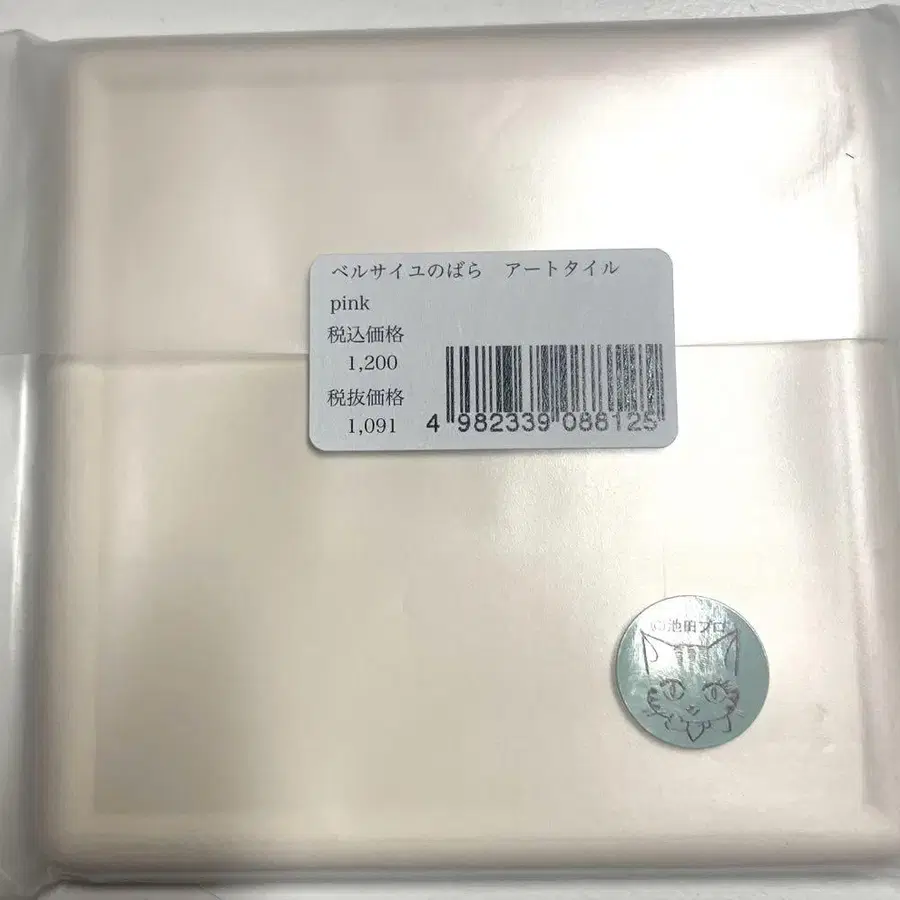 ベルサイユのばら　アートタイル
pink
税込価格
1,200
税抜価格
1,091
4 982339 088125
©池田プロ